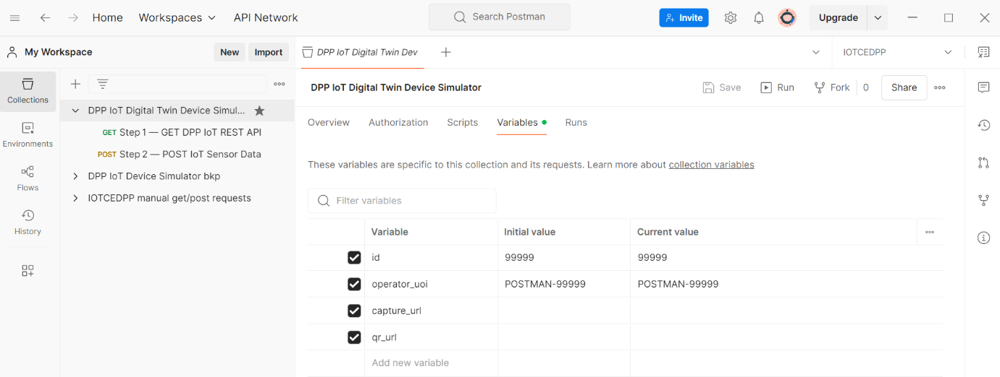 Home Workspaces API Network Search Postman Invite Upgrade
My Workspace New Import DPP IoT Digital Twin Dev IOTCEDPP
Collections
Environments
Flows
History
DPP IoT Digital Twin Device Simul...
GET Step 1 — GET DPP IoT REST API
POST Step 2 — POST IoT Sensor Data
DPP IoT Device Simulator bkp
IOTCEDPP manual get/post requests
DPP IoT Digital Twin Device Simulator Save Run Fork 0 Share
Overview Authorization Scripts Variables Runs
These variables are specific to this collection and its requests. Learn more about collection variables
Filter variables
Variable Initial value Current value
id 99999 99999
operator_uoi POSTMAN-99999 POSTMAN-99999
capture_url
qr_url
Add new variable